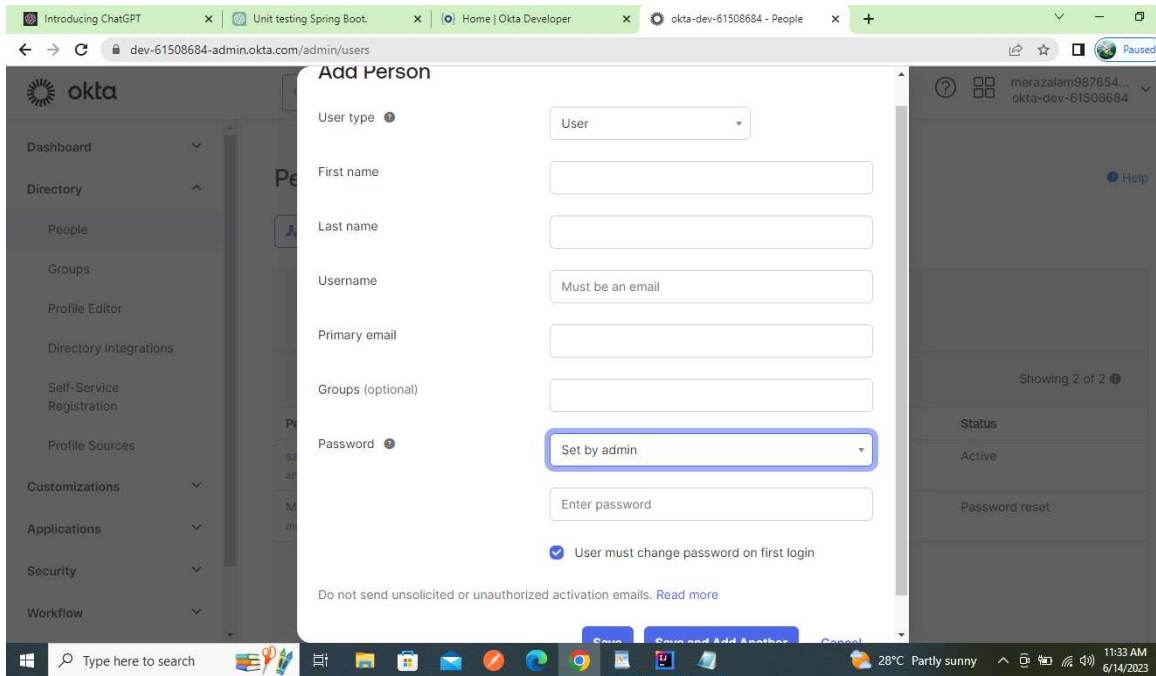 Introducing ChatGPT
Unit testing Spring Boot.
Home | Okta Developer
okta-dev-61508684 - People
dev-61508684-admin.okta.com/admin/users
Paused
okta
merazalam987654...
okta-dev-61508684
Dashboard
Directory
People
Groups
Profile Editor
Directory Integrations
Self-Service
Registration
Profile Sources
Customizations
Applications
Security
Workflow
Pe
Help
Showing 2 of 2
Pe
Status
sa
Active
M
Password reset
Add Person
User type
User
First name
Last name
Username
Must be an email
Primary email
Groups (optional)
Password
Set by admin
Enter password
User must change password on first login
Do not send unsolicited or unauthorized activation emails. Read more
Save
Save and Add Another
Cancel
Type here to search
28°C Partly sunny
11:33 AM
6/14/2023